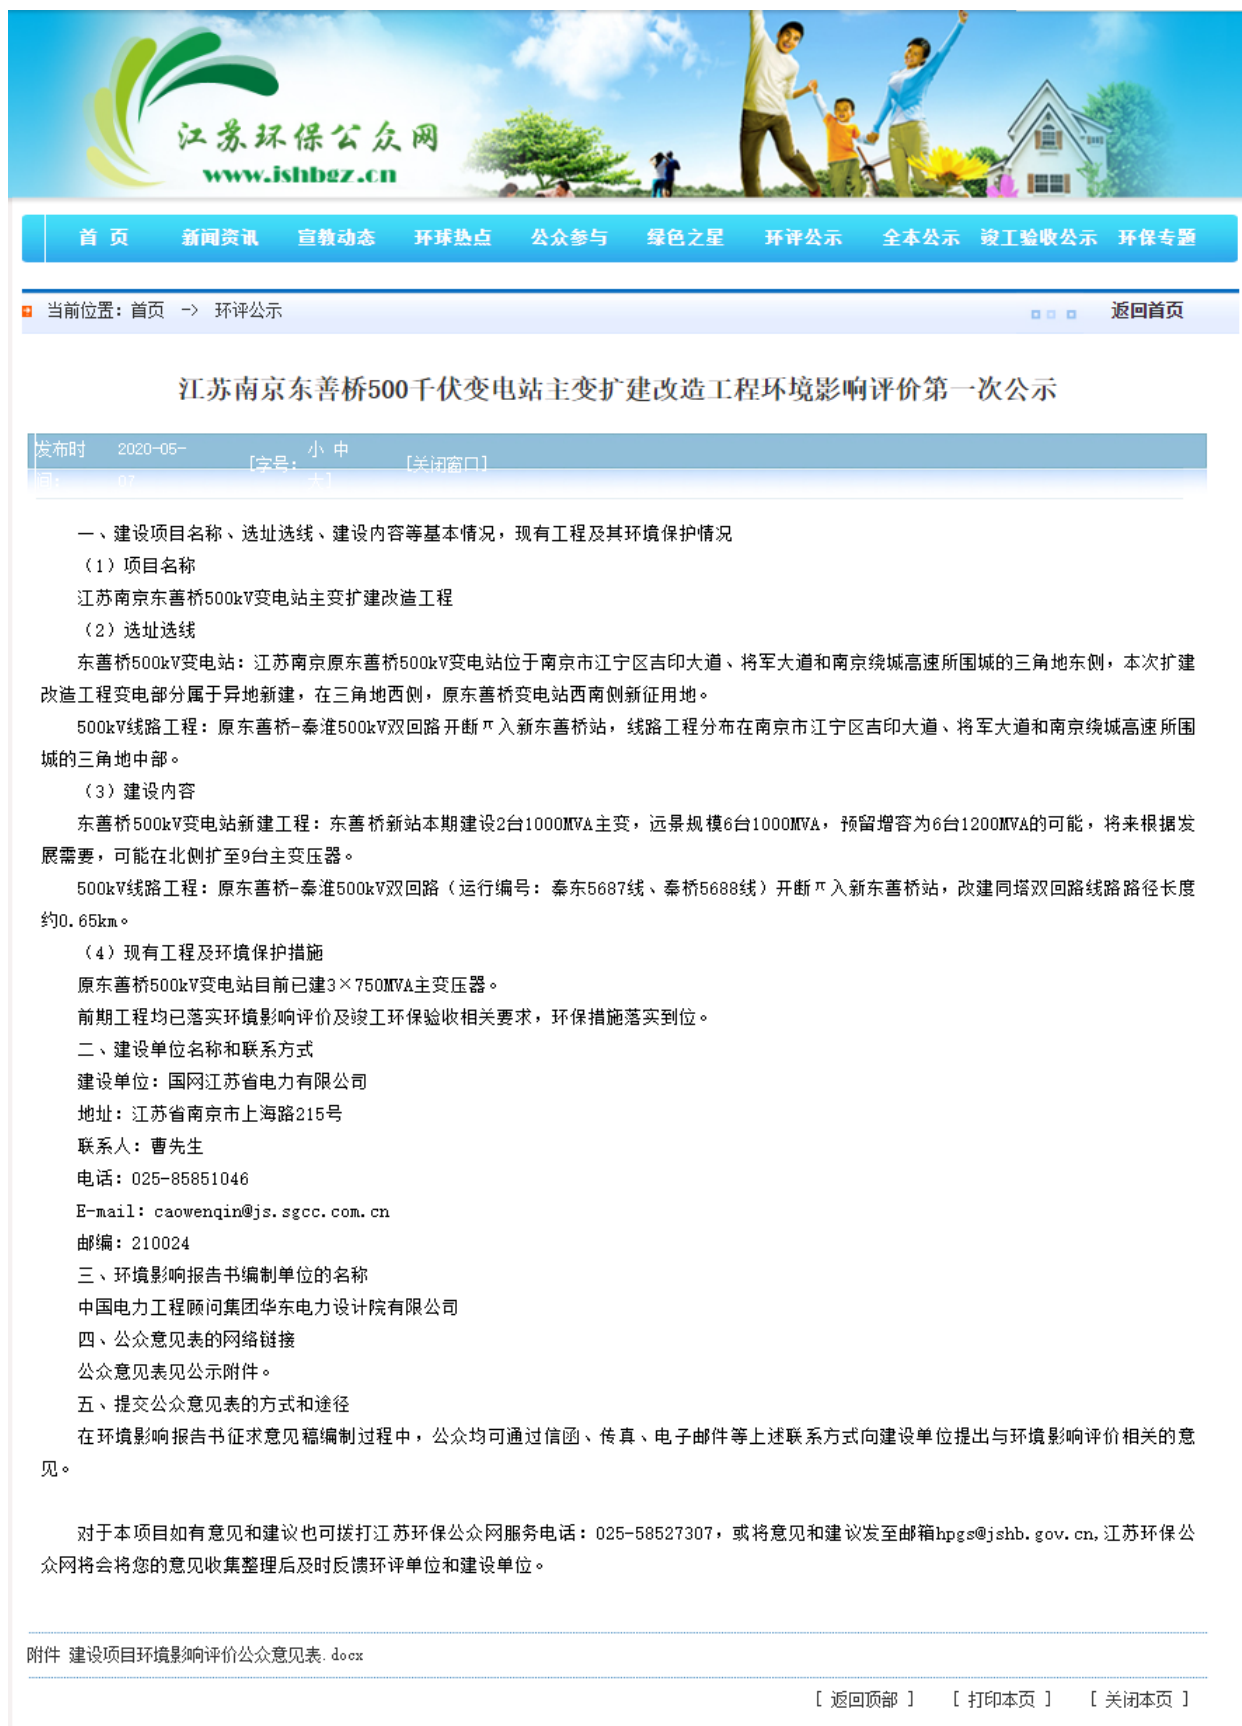 江苏环保公众网
www.jshbgz.cn
首 页 新闻资讯 宣教动态 环球热点 公众参与 绿色之星 环评公示 全本公示 竣工验收公示 环保专题
当前位置：首页 -> 环评公示 返回首页
江苏南京东善桥500千伏变电站主变扩建改造工程环境影响评价第一次公示
发布时 2020-05- [字号： 小 中 [关闭窗口]
间： 07 大]
一、建设项目名称、选址选线、建设内容等基本情况，现有工程及其环境保护情况
（1）项目名称
江苏南京东善桥500kV变电站主变扩建改造工程
（2）选址选线
东善桥500kV变电站：江苏南京原东善桥500kV变电站位于南京市江宁区吉印大道、将军大道和南京绕城高速所围城的三角地东侧，本次扩建
改造工程变电部分属于异地新建，在三角地西侧，原东善桥变电站西南侧新征用地。
500kV线路工程：原东善桥-秦淮500kV双回路开断π入新东善桥站，线路工程分布在南京市江宁区吉印大道、将军大道和南京绕城高速所围
城的三角地中部。
（3）建设内容
东善桥500kV变电站新建工程：东善桥新站本期建设2台1000MVA主变，远景规模6台1000MVA，预留增容为6台1200MVA的可能，将来根据发
展需要，可能在北侧扩至9台主变压器。
500kV线路工程：原东善桥-秦淮500kV双回路（运行编号：秦东5687线、秦桥5688线）开断π入新东善桥站，改建同塔双回路线路路径长度
约0.65km。
（4）现有工程及环境保护措施
原东善桥500kV变电站目前已建3×750MVA主变压器。
前期工程均已落实环境影响评价及竣工环保验收相关要求，环保措施落实到位。
二、建设单位名称和联系方式
建设单位：国网江苏省电力有限公司
地址：江苏省南京市上海路215号
联系人：曹先生
电话：025-85851046
E-mail：caowenqin@js.sgcc.com.cn
邮编：210024
三、环境影响报告书编制单位的名称
中国电力工程顾问集团华东电力设计院有限公司
四、公众意见表的网络链接
公众意见表见公示附件。
五、提交公众意见表的方式和途径
在环境影响报告书征求意见稿编制过程中，公众均可通过信函、传真、电子邮件等上述联系方式向建设单位提出与环境影响评价相关的意
见。
对于本项目如有意见和建议也可拨打江苏环保公众网服务电话：025-58527307，或将意见和建议发至邮箱hpgs@jshb.gov.cn,江苏环保公
众网将会将您的意见收集整理后及时反馈环评单位和建设单位。
附件 建设项目环境影响评价公众意见表.docx
[ 返回顶部 ] [ 打印本页 ] [ 关闭本页 ]